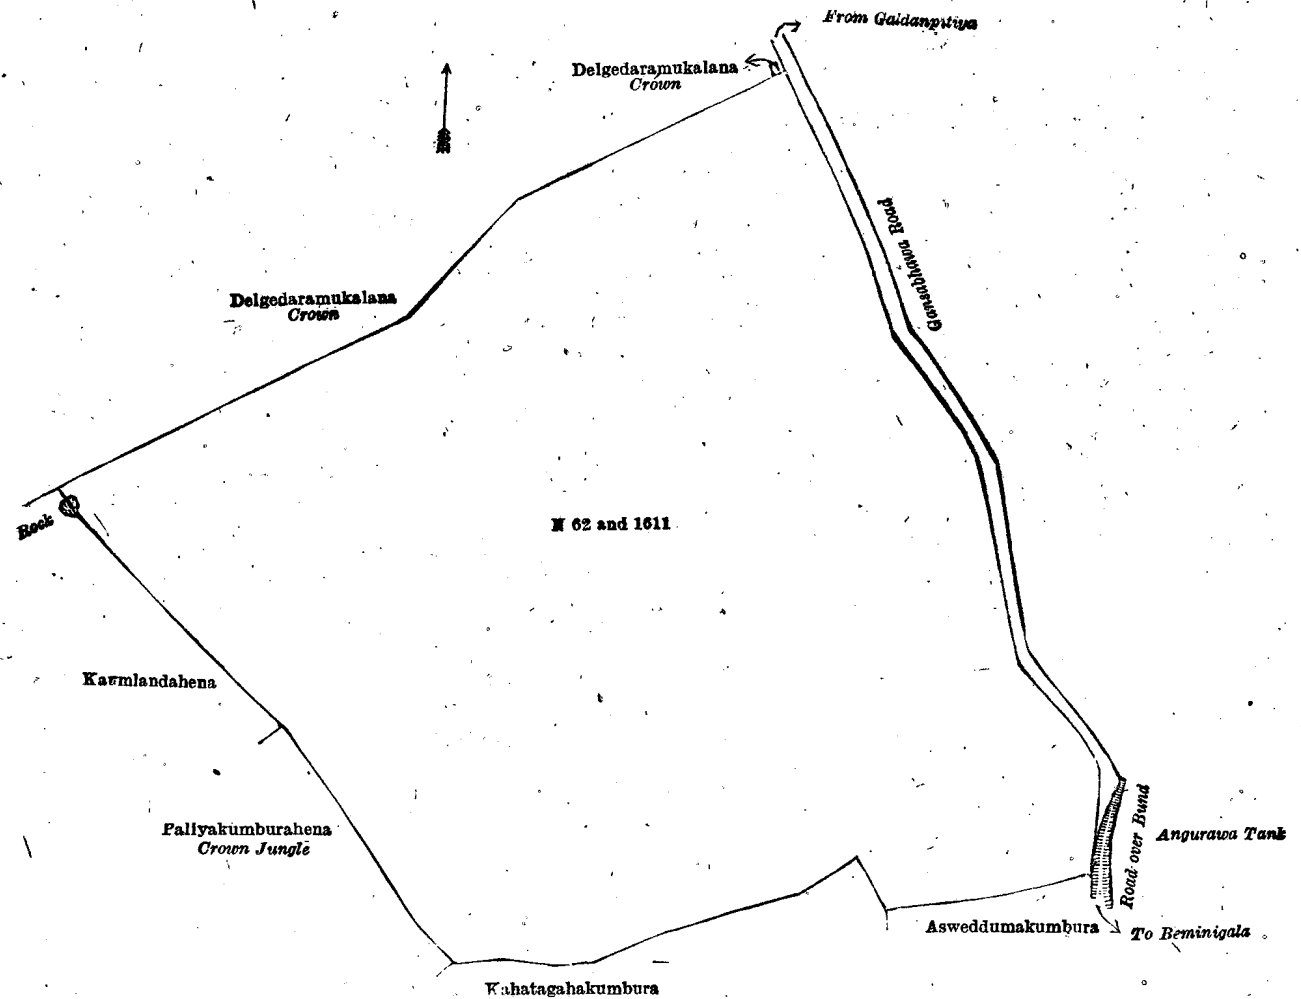 From Galdanpitiya
Delgedaramukalana
Crown
Gansabhawa Road
Delgedaramukalana
Crown
Rock
N 62 and 1611
Kaumlandahena
Paliyakumburahena
Crown Jungle
Road over Bund
Angurawa Tank
Asweddumakumbura
To Beminigala
Kahatagahakumbura